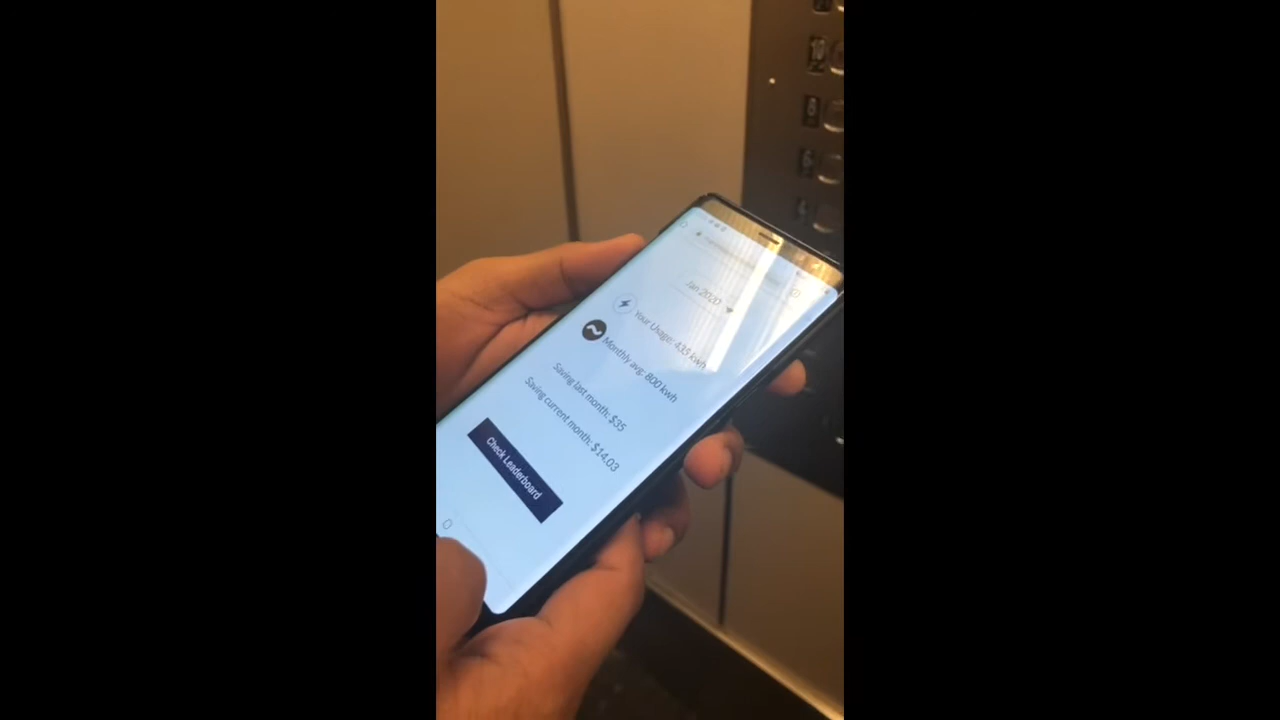 Jan 2020
Your Usage: 435 kwh
Monthly avg: 800 kwh
Saving last month: $35
Saving current month: $14.03
Check Leaderboard